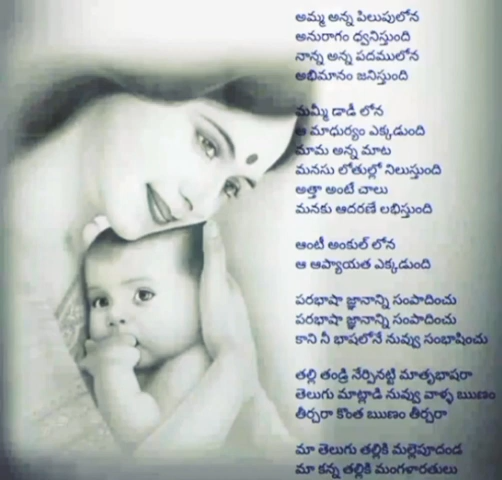 అమ్మ అన్న పిలుపులోన
అనురాగం ధ్వనిస్తుంది
నాన్న అన్న పదములోన
అభిమానం జనిస్తుంది
మమ్మీ డాడీ లోన
ఆ మాధుర్యం ఎక్కడుంది
మామ అన్న మాట
మనసు లోతుల్లో నిలుస్తుంది
అత్తా అంటే చాలు
మనకు ఆదరణే లభిస్తుంది
ఆంటీ అంకుల్ లోన
ఆ ఆప్యాయత ఎక్కడుంది
పరభాషా జ్ఞానాన్ని సంపాదించు
పరభాషా జ్ఞానాన్ని సంపాదించు
కాని నీ భాషలోనే నువ్వు సంభాషించు
తల్లి తండ్రి నేర్పినట్టి మాతృభాషరా
తెలుగు మాట్లాడి నువ్వు వాళ్ళ ఋణం
తీర్చరా కొంత ఋణం తీర్చరా
మా తెలుగు తల్లికి మల్లెపూదండ
మా కన్న తల్లికి మంగళారతులు